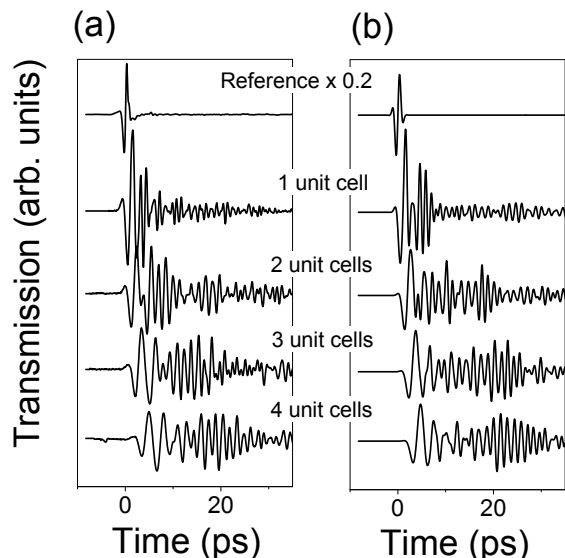 (a) (b)
Reference x 0.2
1 unit cell
2 unit cells
3 unit cells
4 unit cells
Transmission (arb. units)
0 20 0 20
Time (ps) Time (ps)